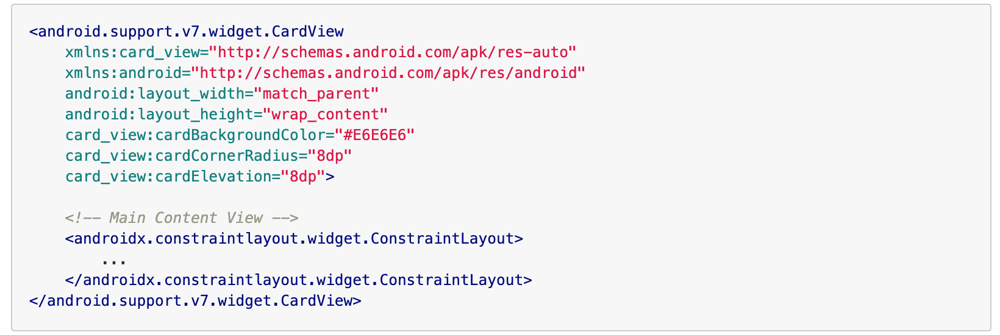 <android.support.v7.widget.CardView
    xmlns:card_view="http://schemas.android.com/apk/res-auto"
    xmlns:android="http://schemas.android.com/apk/res/android"
    android:layout_width="match_parent"
    android:layout_height="wrap_content"
    card_view:cardBackgroundColor="#E6E6E6"
    card_view:cardCornerRadius="8dp"
    card_view:cardElevation="8dp">
    <!-- Main Content View -->
    <androidx.constraintlayout.widget.ConstraintLayout>
        ...
    </androidx.constraintlayout.widget.ConstraintLayout>
</android.support.v7.widget.CardView>